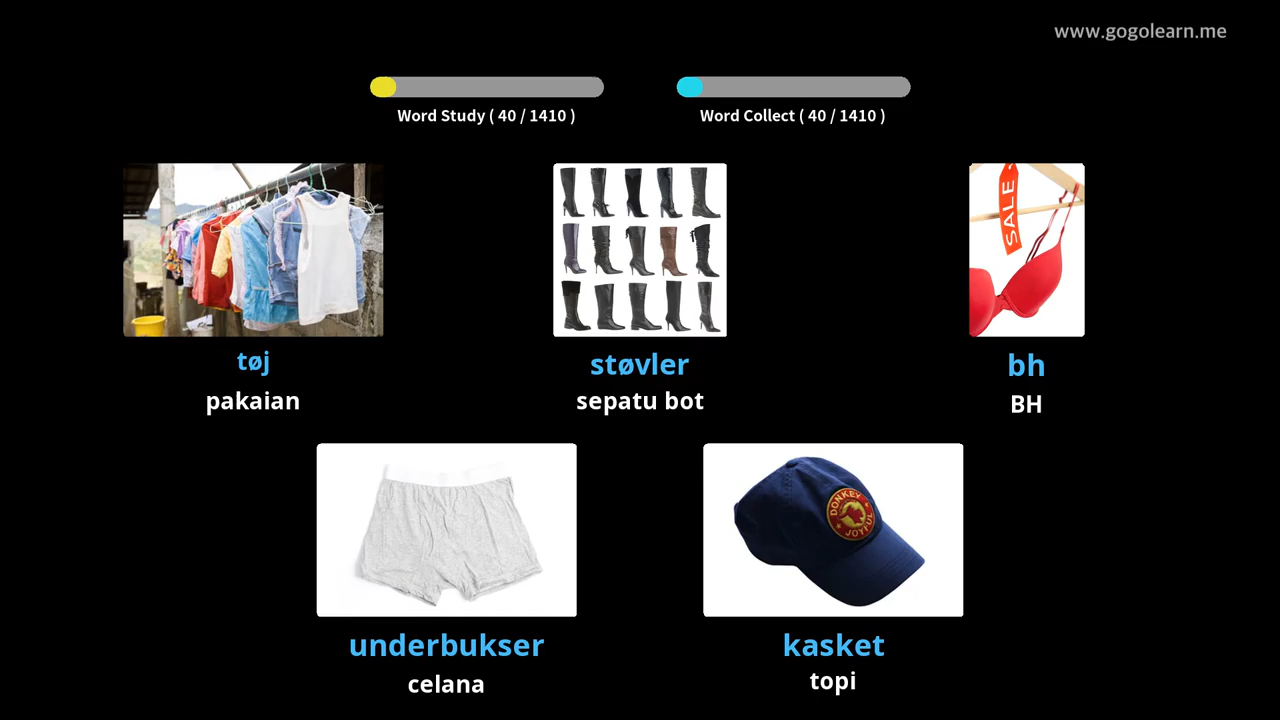 www.gogolearn.me
Word Study ( 40 / 1410 )
Word Collect ( 40 / 1410 )
SALE
tøj
støvler
bh
pakaian
sepatu bot
BH
DONKEY
JOYFUL
underbukser
kasket
celana
topi